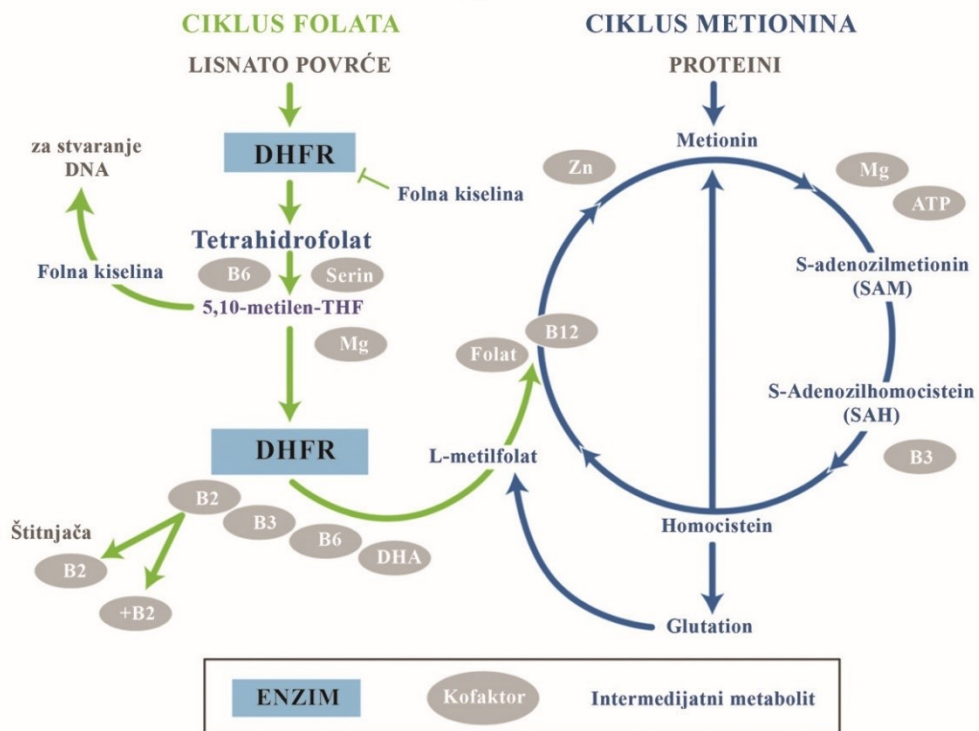 CIKLUS FOLATA
CIKLUS METIONINA
LISNATO POVRĆE
PROTEINI
za stvaranje
DNA
DHFR
Folna kiselina
Tetrahidrofolat
Folna kiselina
B6
Serin
5,10-metilen-THF
Mg
DHFR
B2
B3
B6
DHA
Štitnjača
B2
+B2
L-metilfolat
Folat
B12
Zn
Metionin
Mg
ATP
S-adenozilmetionin
(SAM)
S-Adenozilhomocistein
(SAH)
B3
Homocistein
Glutation
ENZIM
Kofaktor
Intermedijatni metabolit